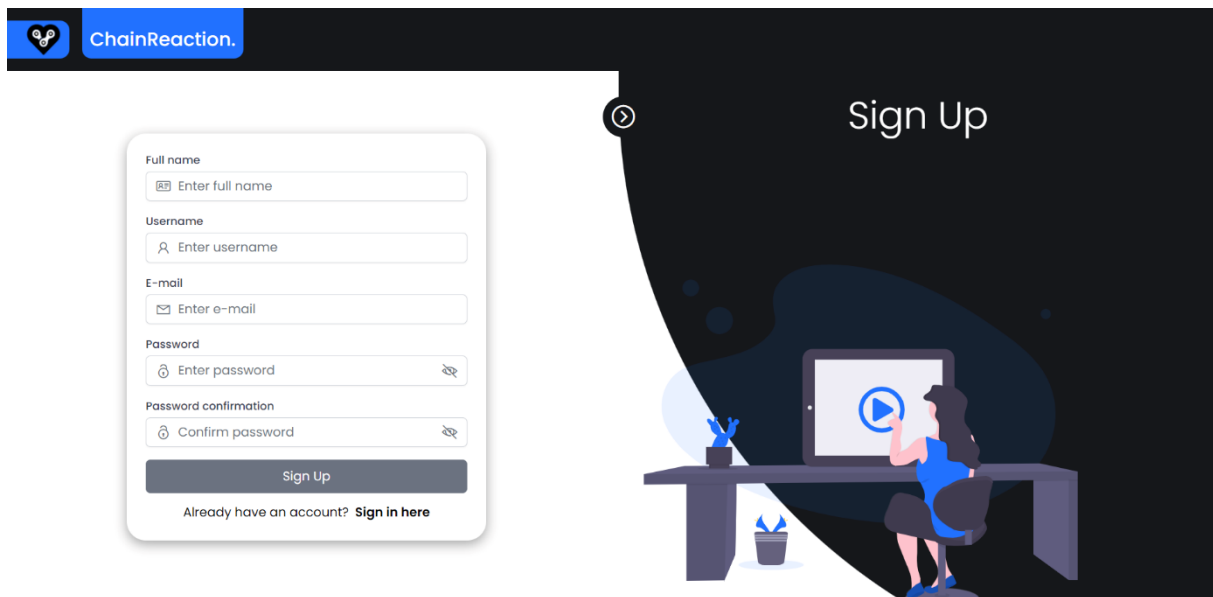 ChainReaction.
Sign Up
Full name
Enter full name
Username
Enter username
E-mail
Enter e-mail
Password
Enter password
Password confirmation
Confirm password
Sign Up
Already have an account? Sign in here